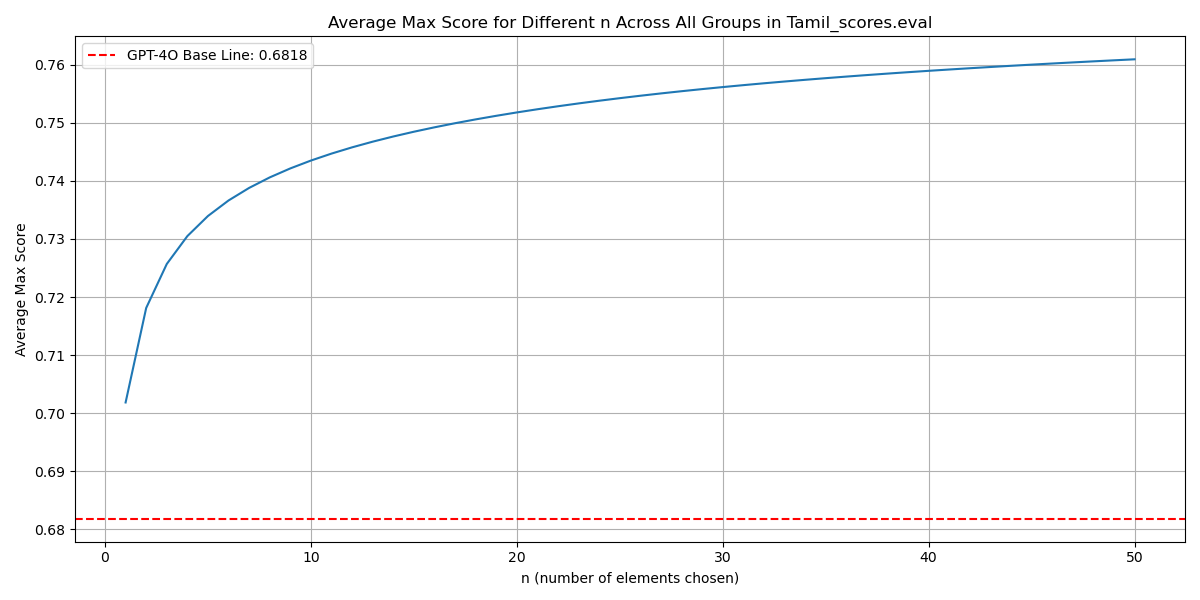 Average Max Score for Different n Across All Groups in Tamil_scores.eval
GPT-4O Base Line: 0.6818
Average Max Score
0.76
0.75
0.74
0.73
0.72
0.71
0.70
0.69
0.68
0 10 20 30 40 50
n (number of elements chosen)